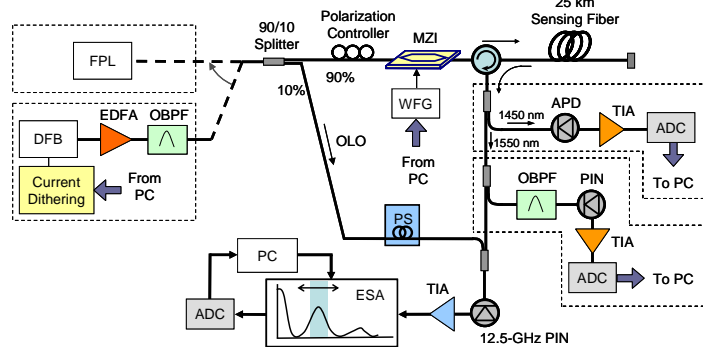 25 km
Sensing Fiber
Polarization
Controller
90/10
Splitter
MZI
FPL
90%
10%
EDFA
OBPF
DFB
Current
Dithering
From
PC
WFG
From
PC
OLO
1450 nm
1550 nm
APD
TIA
ADC
To PC
OBPF
PIN
TIA
ADC
To PC
PS
PC
ESA
TIA
ADC
12.5-GHz PIN